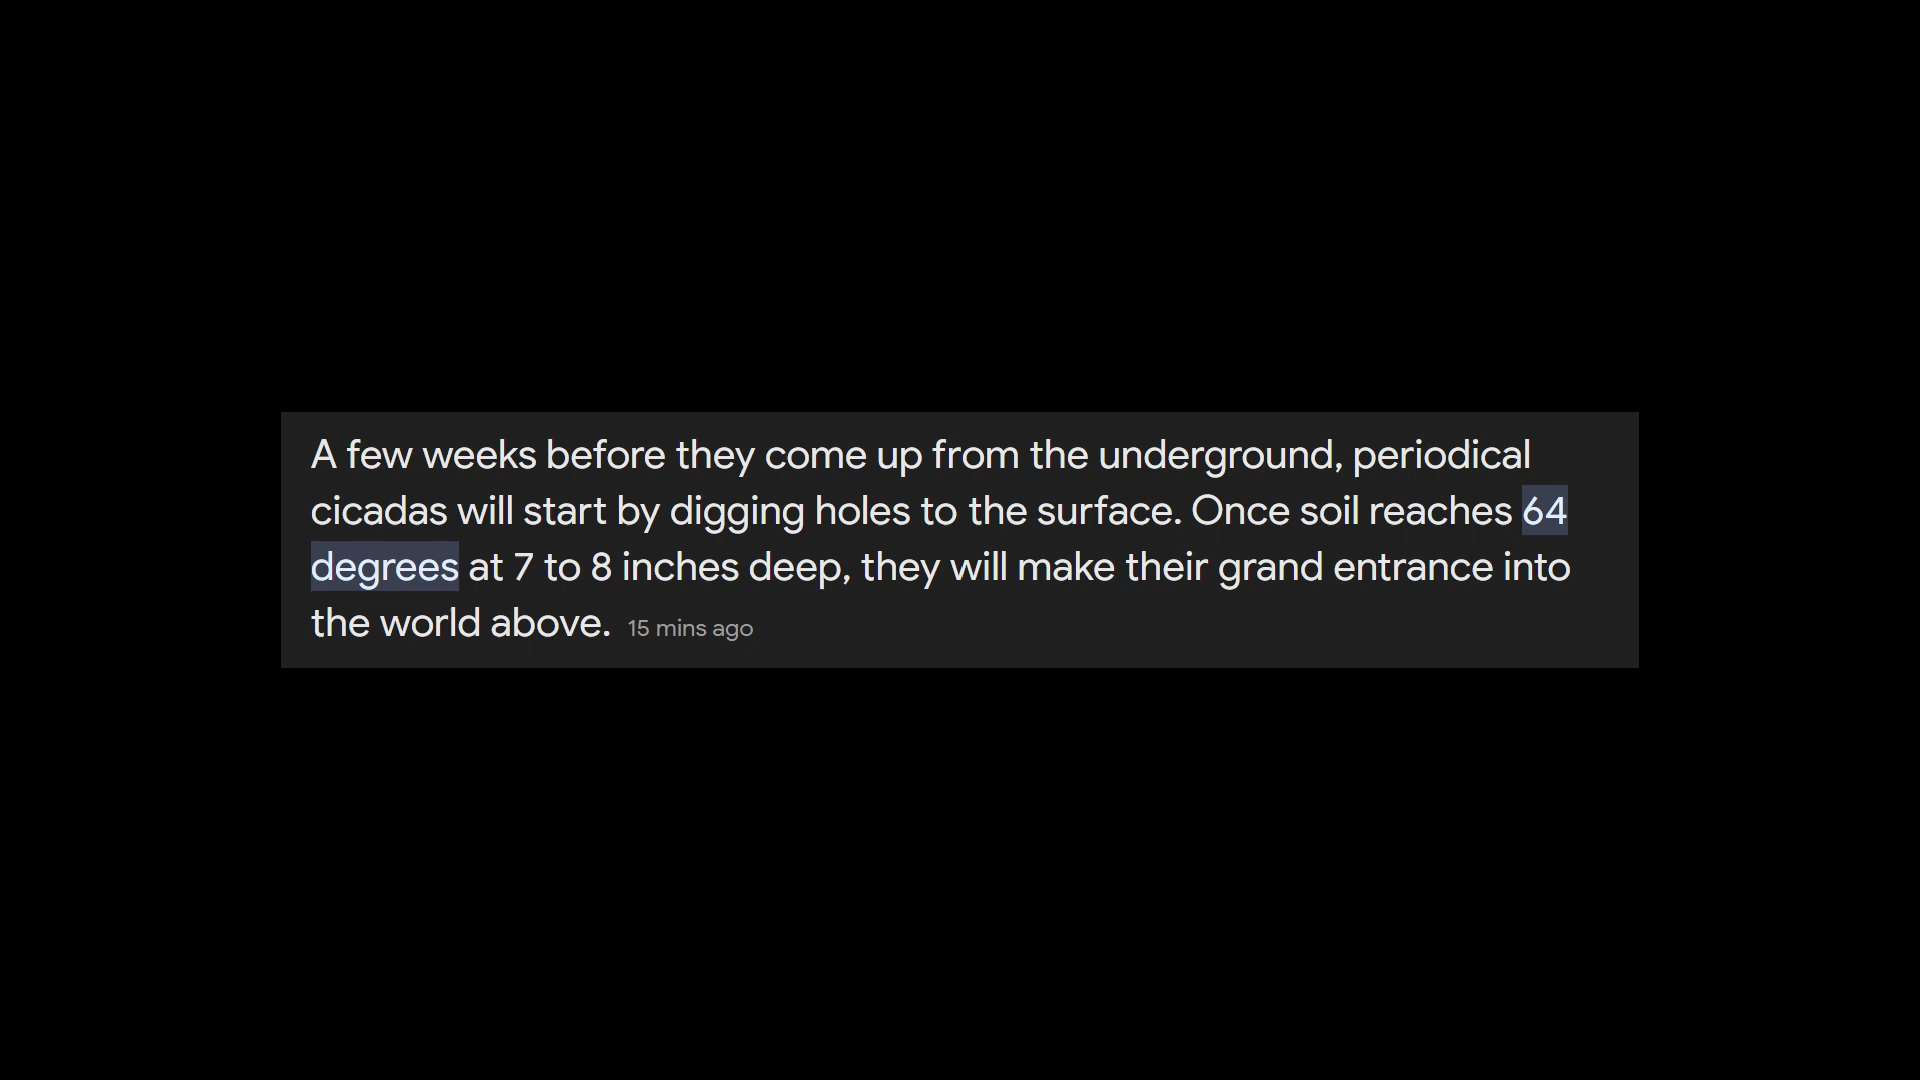 A few weeks before they come up from the underground, periodical
cicadas will start by digging holes to the surface. Once soil reaches 64
degrees at 7 to 8 inches deep, they will make their grand entrance into
the world above. 15 mins ago